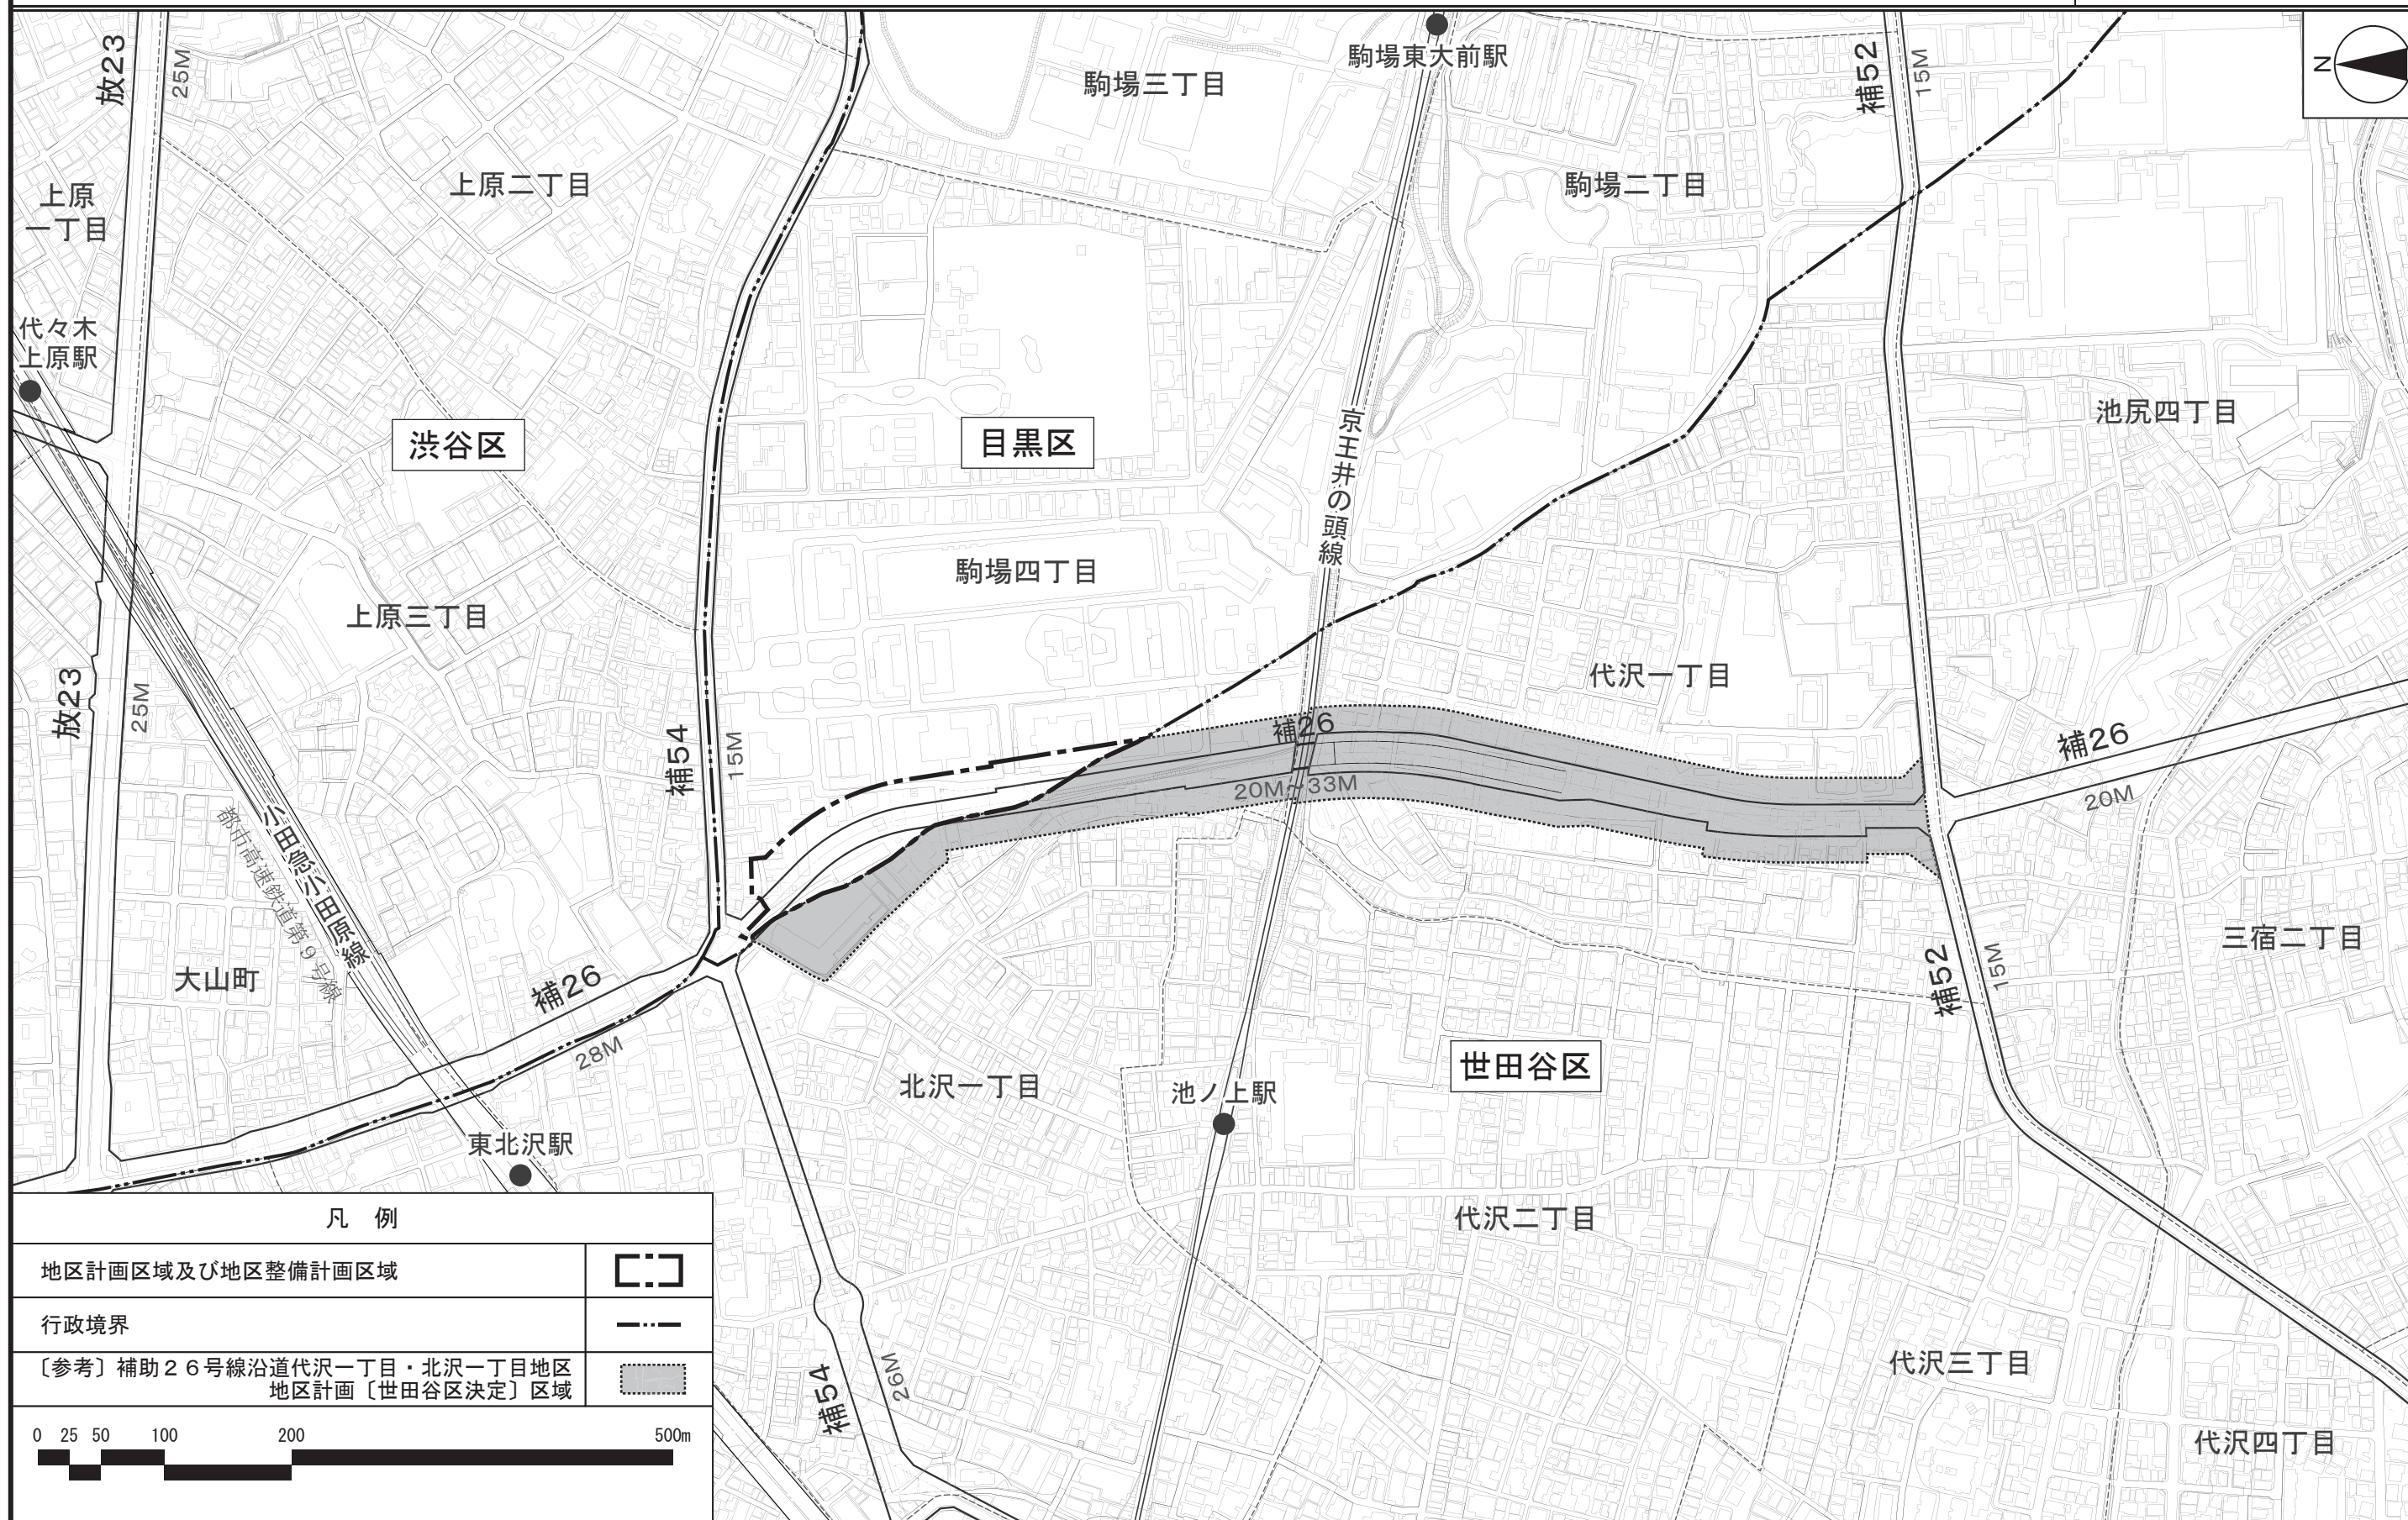 放23
25M
駒場三丁目
駒場東大前駅
補52
15M
N
上原
一丁目
上原二丁目
駒場二丁目
代々木
上原駅
渋谷区
目黒区
京王井の頭線
池尻四丁目
駒場四丁目
上原三丁目
代沢一丁目
放23
25M
補54
15M
補26
20M~33M
補26
20M
小田急小田原線
都市高速鉄道第9号線
大山町
補26
28M
三宿二丁目
補52
15M
世田谷区
北沢一丁目
池ノ上駅
東北沢駅
代沢二丁目
補54
26M
代沢三丁目
代沢四丁目
凡 例
地区計画区域及び地区整備計画区域
行政境界
〔参考〕補助26号線沿道代沢一丁目・北沢一丁目地区
地区計画〔世田谷区決定〕区域
0 25 50 100 200 500m